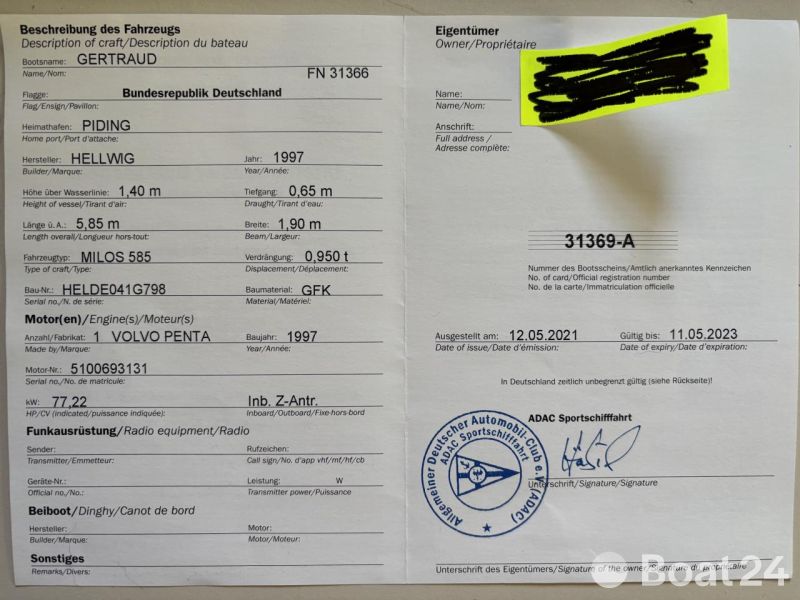 Beschreibung des Fahrzeugs
Description of craft/Description du bateau
Bootsname: GERTRAUD
Name/Nom: FN 31366
Flagge: Bundesrepublik Deutschland
Flag/Ensign/Pavillon:
Heimathafen: PIDING
Home port/Port d'attache:
Hersteller: HELLWIG Jahr: 1997
Builder/Marque: Year/Année:
Höhe über Wasserlinie: 1,40 m Tiefgang: 0,65 m
Height of vessel/Tirant d'air: Draught/Tirant d'eau:
Länge ü. A.: 5,85 m Breite: 1,90 m
Length overall/Longueur hors-tout: Beam/Largeur:
Fahrzeugtyp: MILOS 585 Verdrängung: 0,950 t
Type of craft/Type: Displacement/Déplacement:
Bau-Nr.: HELDE041G798 Baumaterial: GFK
Serial no./N. de série: Material/Matériel:
Motor(en)/Engine(s)/Moteur(s)
Anzahl/Fabrikat: 1 VOLVO PENTA Baujahr: 1997
Made by/Marque: Year/Année:
Motor-Nr.: 5100693131
Serial no./No. de matricule:
kW: 77,22 Inb. Z-Antr.
HP/CV (indicated/puissance indiquée): Inboard/Outboard/Fixe-hors-bord
Funkausrüstung/Radio equipment/Radio
Sender: Rufzeichen:
Transmitter/Emmetteur: Call sign/No. d'app vhf/mf/hf/cb
Geräte-Nr.: Leistung: W
Official no./No.: Transmitter power/Puissance
Beiboot/Dinghy/Canot de bord
Hersteller: Motor:
Builder/Marque: Motor/Moteur:
Sonstiges
Remarks/Divers:
Eigentümer
Owner/Propriétaire
Name:
Name/Nom:
Anschrift:
Full address /
Adresse complète:
31369-A
Nummer des Bootsscheins/Amtlich anerkanntes Kennzeichen
No. of card/Official registration number
No. de la carte/Immatriculation officielle
Ausgestellt am: 12.05.2021 Gültig bis: 11.05.2023
Date of issue/Date d'émission: Date of expiry/Date d'expiration:
In Deutschland zeitlich unbegrenzt gültig (siehe Rückseite)!
ADAC Sportschifffahrt
Allgemeiner Deutscher Automobil-Club e.V. (ADAC)
ADAC Sportschifffahrt
Unterschrift/Signature/Signature
Unterschrift des Eigentümers/Signature of the owner/Signature du propriétaire
Boat24